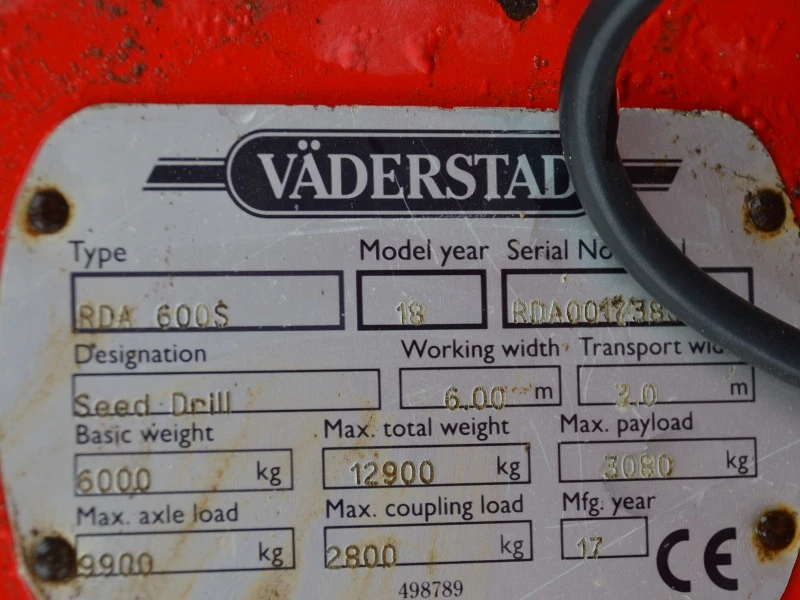 VÄDERSTAD
Type Model year Serial No
RDA 600S 18
Designation Working width Transport
Seed Drill 6.00 m m
Basic weight Max. total weight Max. payload
6000 kg 12900 kg 3080 kg
Max. axle load Max. coupling load Mfg. year
9900 kg 2800 kg 17 CE
498789